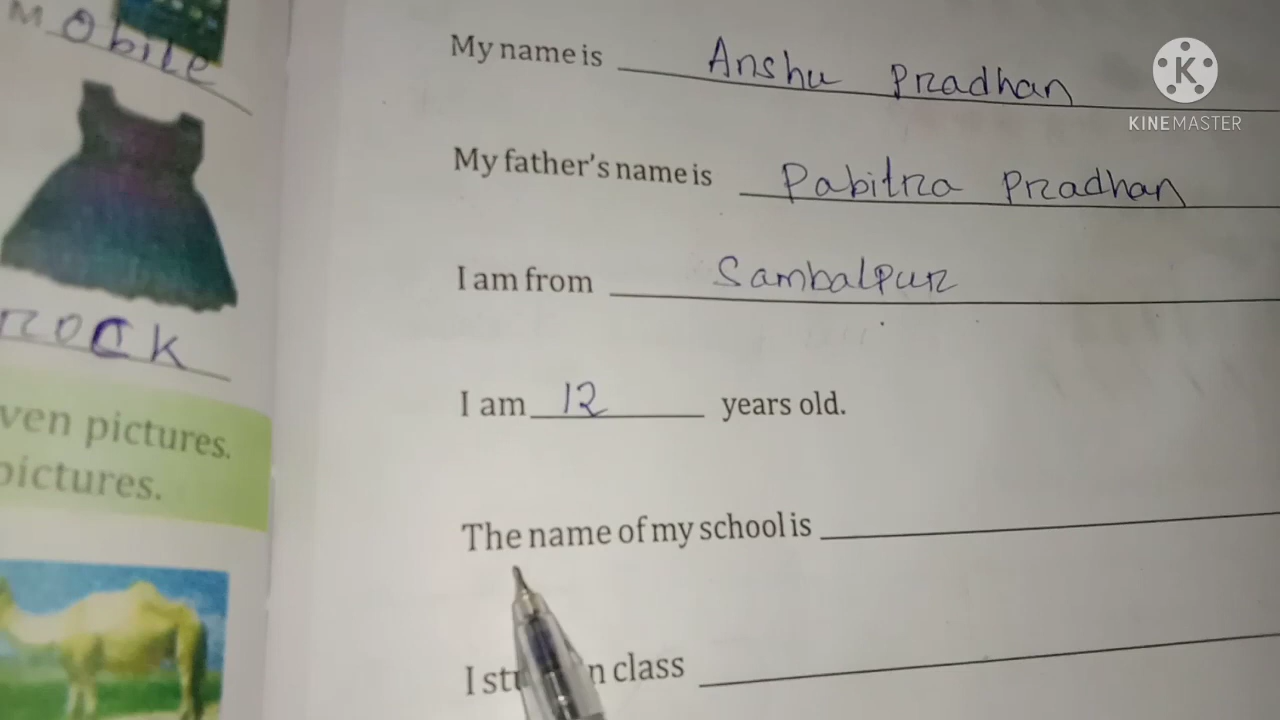 Mobile
ROCK
ven pictures.
pictures.
My name is Anshu Pradhan
My father's name is Pabitra Pradhan
I am from Sambalpur
I am 12 years old.
The name of my school is
I stu n class
K
KINEMASTER